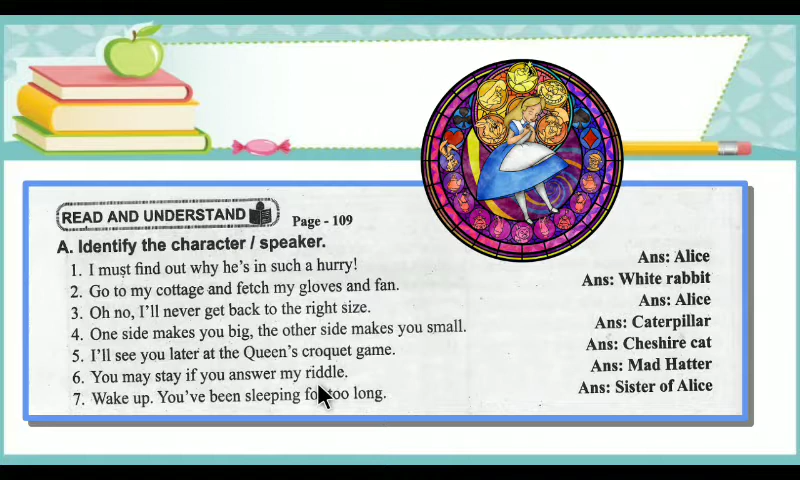 READ AND UNDERSTAND
Page - 109
A. Identify the character / speaker.
1. I must find out why he's in such a hurry! Ans: Alice
2. Go to my cottage and fetch my gloves and fan. Ans: White rabbit
3. Oh no, I'll never get back to the right size. Ans: Alice
4. One side makes you big, the other side makes you small. Ans: Caterpillar
5. I'll see you later at the Queen's croquet game. Ans: Cheshire cat
6. You may stay if you answer my riddle. Ans: Mad Hatter
7. Wake up. You've been sleeping for too long. Ans: Sister of Alice